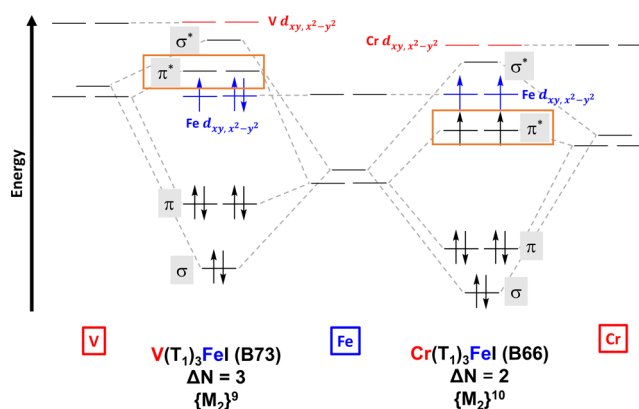 V dxy,x²−y²
σ*
π*
Fe dxy,x²−y²
π
σ
Cr dxy,x²−y²
σ*
Fe dxy,x²−y²
π*
π
σ
Energy
V
Fe
Cr
V(T₁)₃FeI (B73)
ΔN = 3
{M₂}⁹
Cr(T₁)₃FeI (B66)
ΔN = 2
{M₂}¹⁰